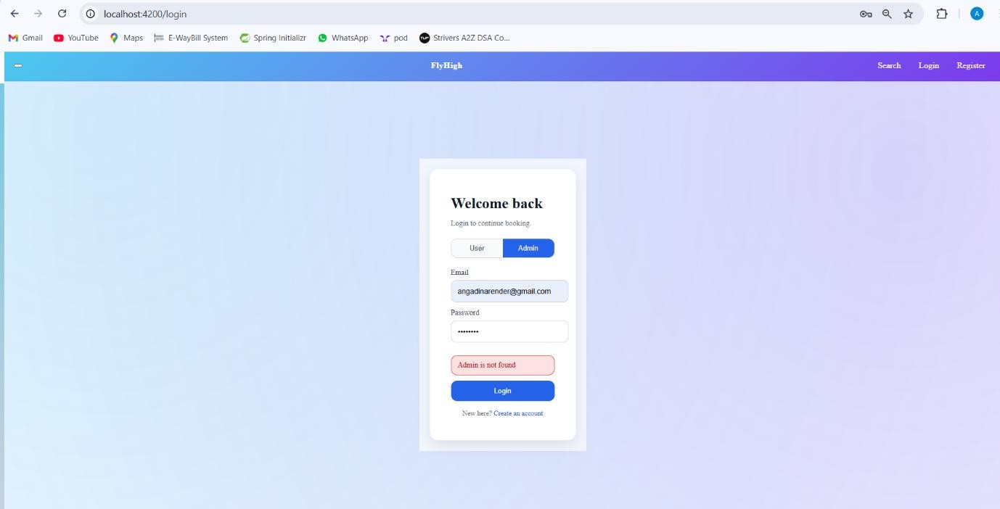 localhost:4200/login
A
Gmail YouTube Maps E-WayBill System Spring Initializr WhatsApp pod TUF Strivers A2Z DSA Co...
FlyHigh Search Login Register
Welcome back
Login to continue booking.
User Admin
Email
angadinarender@gmail.com
Password
••••••••
Admin is not found
Login
New here? Create an account